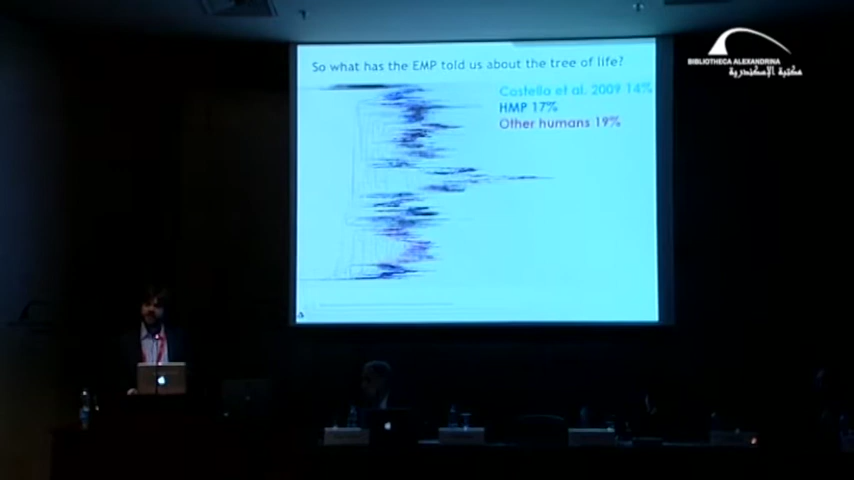 So what has the EMP told us about the tree of life?
Costello et al. 2009 14%
HMP 17%
Other humans 19%
BIBLIOTHECA ALEXANDRINA
مكتبة الإسكندرية